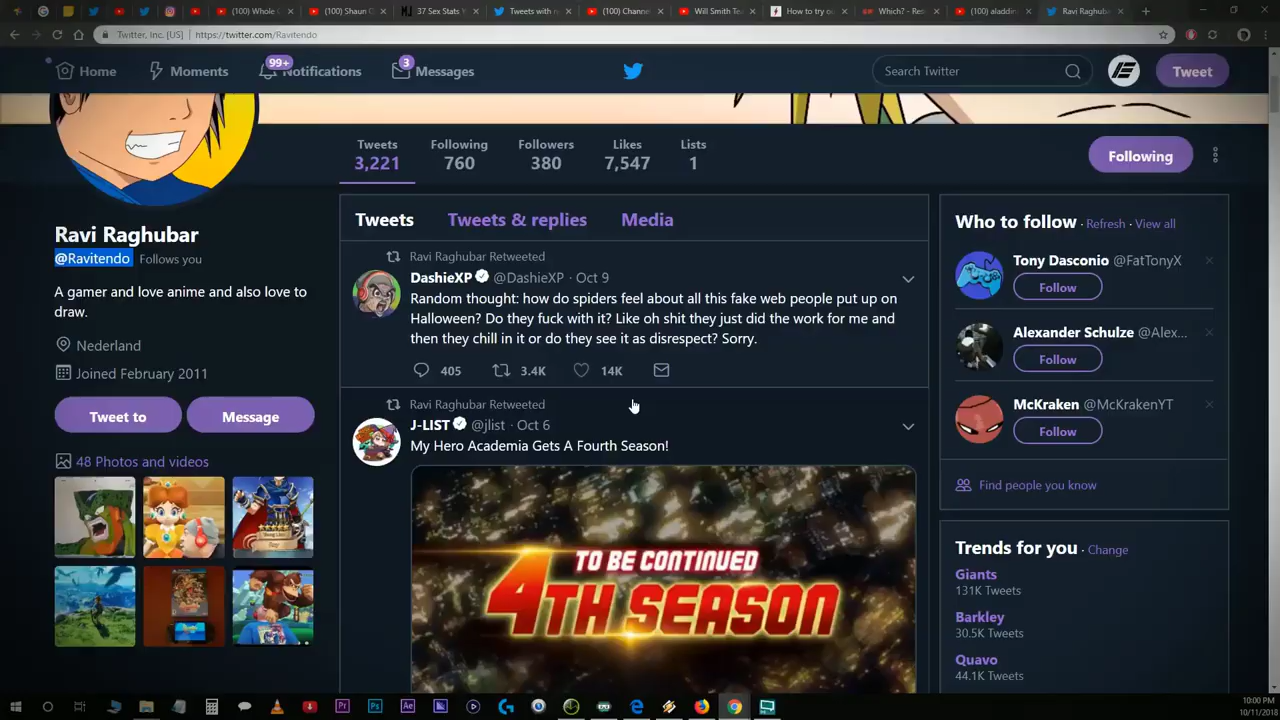 (100) Whole
(100) Shaun
37 Sex Stats
Tweets with
(100) Channe
Will Smith Te
How to try o
Which? - Re
(100) aladdin
Ravi Raghuba
Twitter, Inc. [US] https://twitter.com/Ravitendo
Home
Moments
99+
Notifications
3
Messages
Search Twitter
Tweet
Tweets
3,221
Following
760
Followers
380
Likes
7,547
Lists
1
Following
Ravi Raghubar
@Ravitendo Follows you
A gamer and love anime and also love to
draw.
Nederland
Joined February 2011
Tweet to
Message
48 Photos and videos
Tweets
Tweets & replies
Media
Ravi Raghubar Retweeted
DashieXP @DashieXP · Oct 9
Random thought: how do spiders feel about all this fake web people put up on
Halloween? Do they fuck with it? Like oh shit they just did the work for me and
then they chill in it or do they see it as disrespect? Sorry.
405
3.4K
14K
Ravi Raghubar Retweeted
J-LIST @jlist · Oct 6
My Hero Academia Gets A Fourth Season!
TO BE CONTINUED
4TH SEASON
Who to follow · Refresh · View all
Tony Dasconio @FatTonyX
Follow
Alexander Schulze @Alex...
Follow
McKraken @McKrakenYT
Follow
Find people you know
Trends for you · Change
Giants
131K Tweets
Barkley
30.5K Tweets
Quavo
44.1K Tweets
Pr
Ps
Ae
10:00 PM
10/11/2018